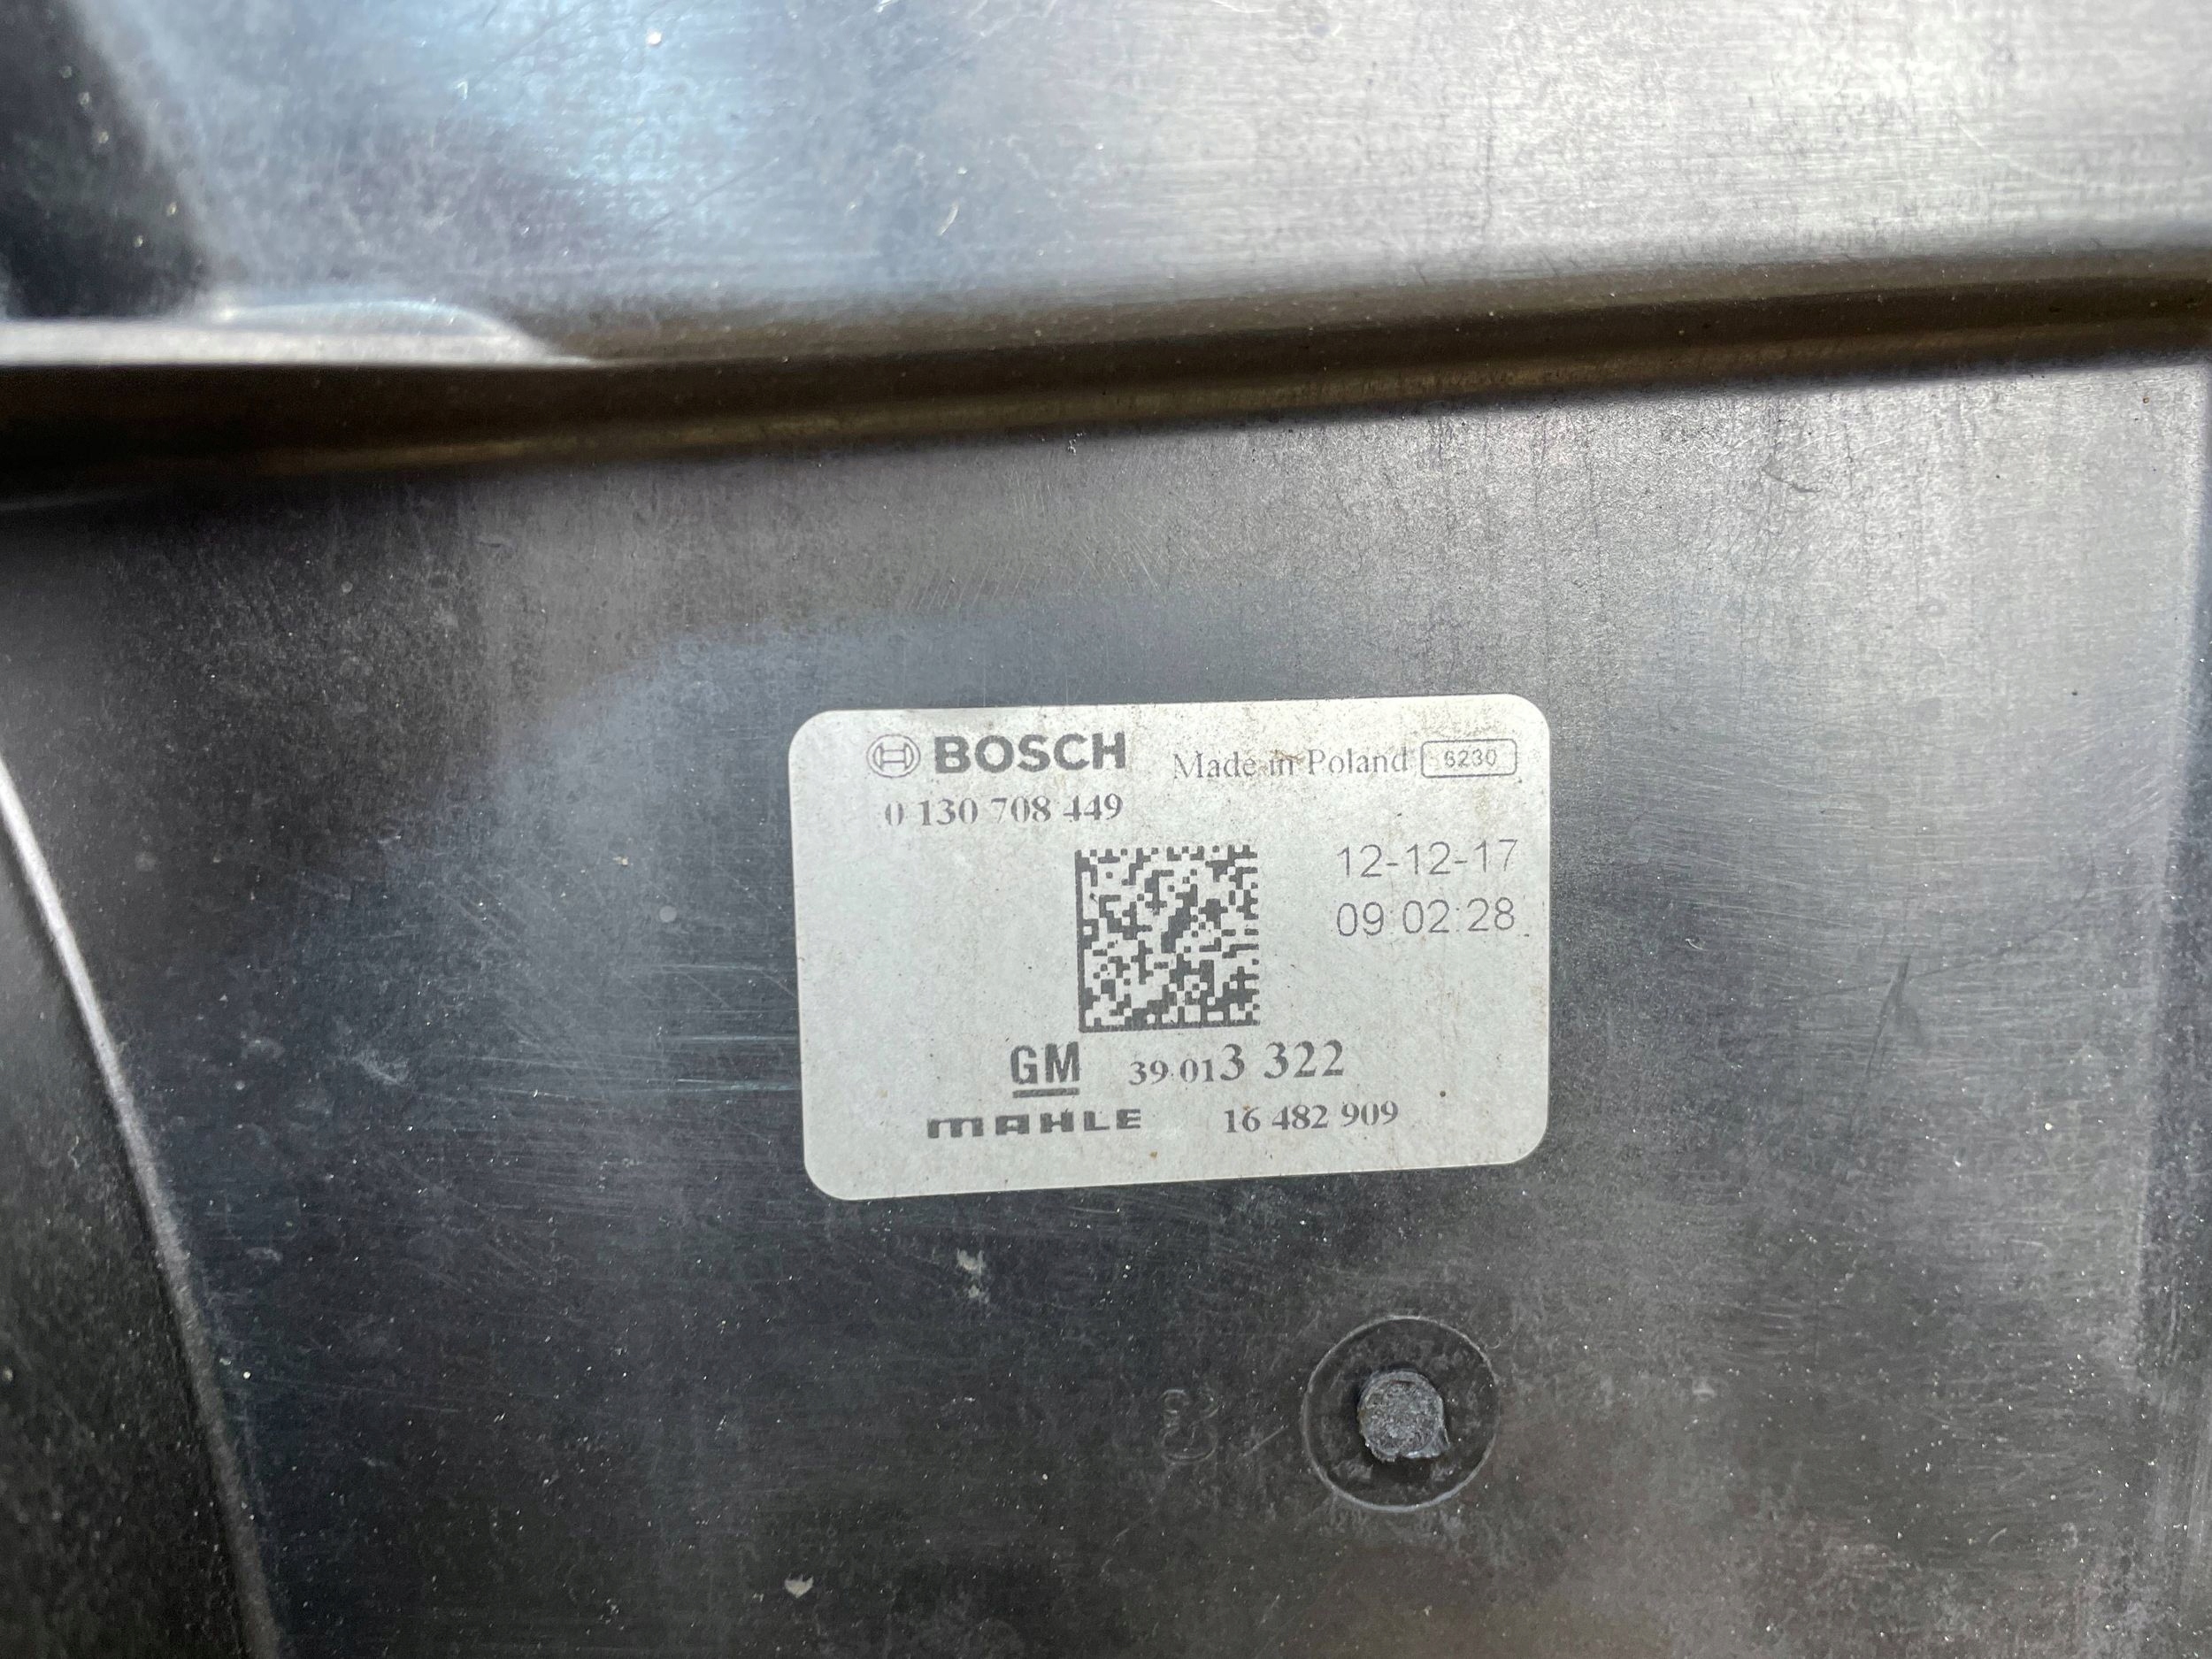 BOSCH Made in Poland 6230
0 130 708 449
12-12-17
09:02:28
GM 39 013 322
MAHLE 16 482 909
3